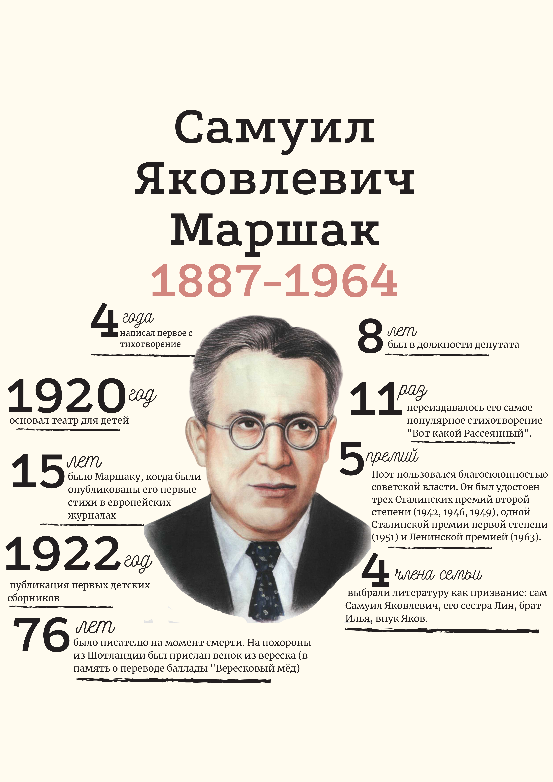 Самуил
Яковлевич
Маршак
1887-1964
4 года
написал первое с
тихотворение
1920 год
основал театр для детей
15 лет
было Маршаку, когда были
опубликованы его первые
стихи в европейских
журналах
1922 год
публикация первых детских
сборников
76 лет
было писателю на момент смерти. На похороны
из Шотландии был прислан венок из вереска (в
память о переводе баллады "Вересковый мёд)
8 лет
был в должности депутата
11 раз
переиздавалось его самое
популярное стихотворение
"Вот какой Рассеянный".
5 премий
Поэт пользовался благосклонностью
советской власти. Он был удостоен
трех Сталинских премий второй
степени (1942, 1946, 1949), одной
Сталинской премии первой степени
(1951) и Ленинской премией (1963).
4 члена семьи
выбрали литературу как призвание: сам
Самуил Яковлевич, его сестра Лия, брат
Илья, внук Яков.